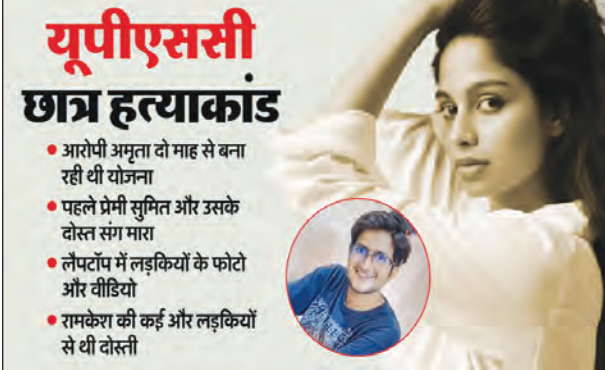 यूपीएससी
छात्र हत्याकांड
• आरोपी अमृता दो माह से बना
रही थी योजना
• पहले प्रेमी सुमित और उसके
दोस्त संग मारा
• लैपटॉप में लड़कियों के फोटो
और वीडियो
• रामकेश की कई और लड़कियों
से थी दोस्ती